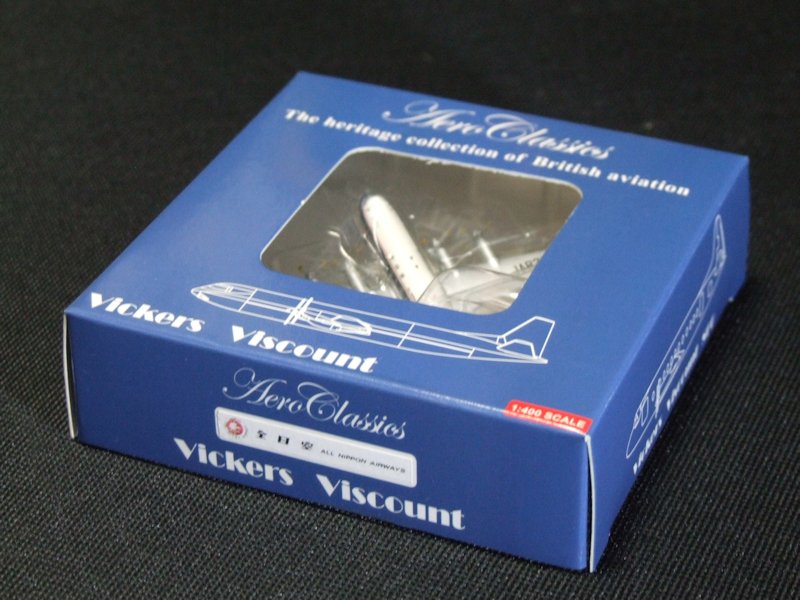 AeroClassics
The heritage collection of British aviation
Vickers Viscount
1:400 SCALE
AeroClassics
全日空 ALL NIPPON AIRWAYS
Vickers Viscount